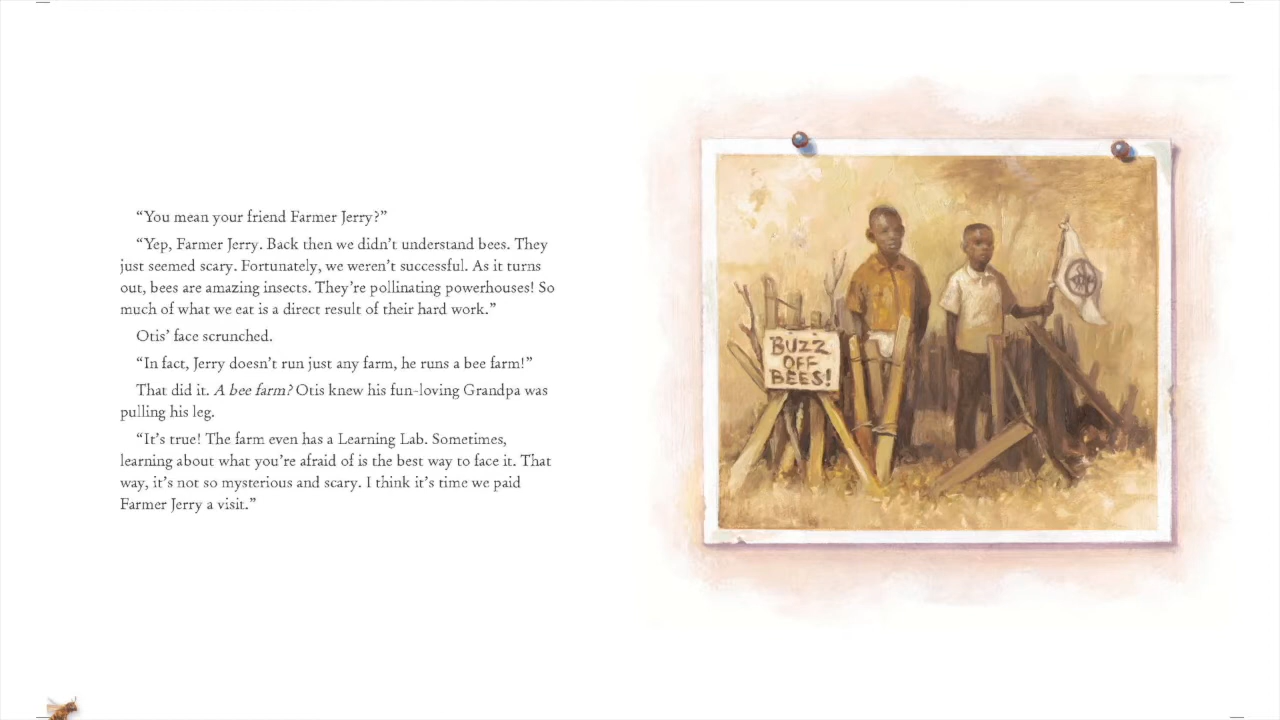 “You mean your friend Farmer Jerry?”
“Yep, Farmer Jerry. Back then we didn’t understand bees. They
just seemed scary. Fortunately, we weren’t successful. As it turns
out, bees are amazing insects. They’re pollinating powerhouses! So
much of what we eat is a direct result of their hard work.”
Otis’ face scrunched.
“In fact, Jerry doesn’t run just any farm, he runs a bee farm!”
That did it. A bee farm? Otis knew his fun-loving Grandpa was
pulling his leg.
“It’s true! The farm even has a Learning Lab. Sometimes,
learning about what you’re afraid of is the best way to face it. That
way, it’s not so mysterious and scary. I think it’s time we paid
Farmer Jerry a visit.”
BUZZ
OFF
BEES!